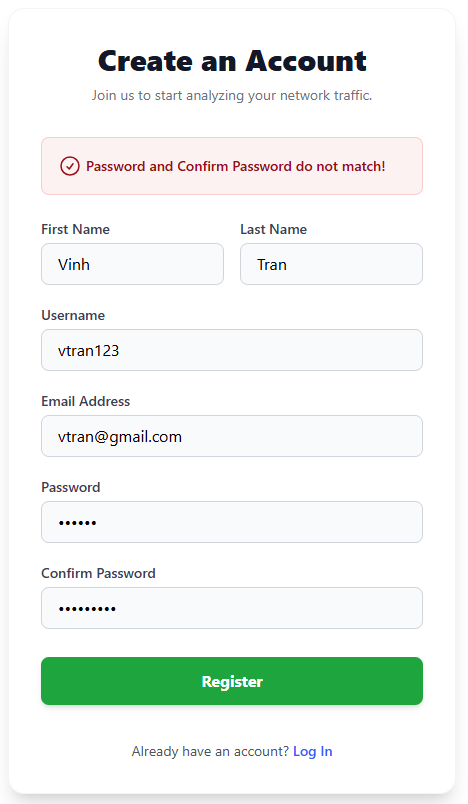 Create an Account
Join us to start analyzing your network traffic.
Password and Confirm Password do not match!
First Name
Last Name
Vinh
Tran
Username
vtran123
Email Address
vtran@gmail.com
Password
••••••
Confirm Password
•••••••••
Register
Already have an account? Log In